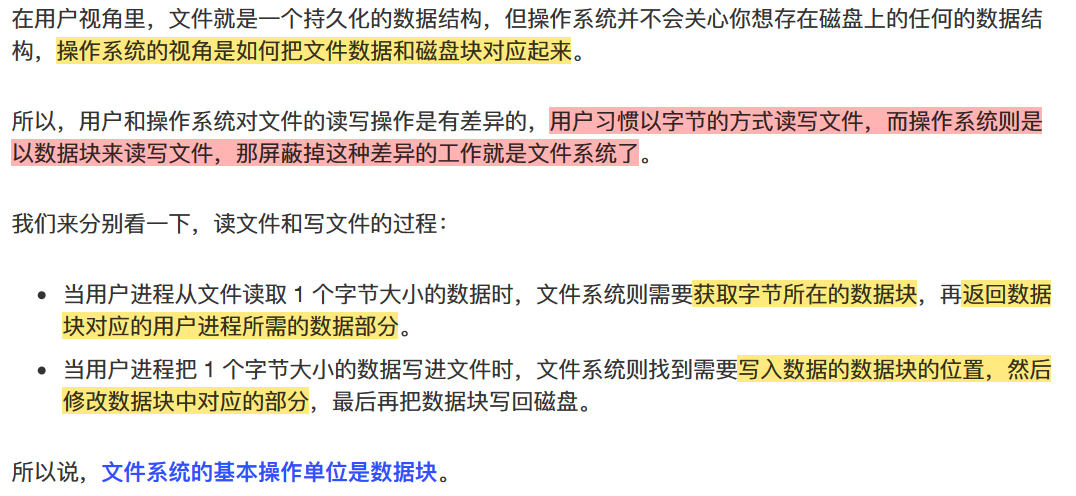 在用户视角里，文件就是一个持久化的数据结构，但操作系统并不会关心你想存在磁盘上的任何的数据结
构，操作系统的视角是如何把文件数据和磁盘块对应起来。
所以，用户和操作系统对文件的读写操作是有差异的，用户习惯以字节的方式读写文件，而操作系统则是
以数据块来读写文件，那屏蔽掉这种差异的工作就是文件系统了。
我们来分别看一下，读文件和写文件的过程：
• 当用户进程从文件读取 1 个字节大小的数据时，文件系统则需要获取字节所在的数据块，再返回数据
块对应的用户进程所需的数据部分。
• 当用户进程把 1 个字节大小的数据写进文件时，文件系统则找到需要写入数据的数据块的位置，然后
修改数据块中对应的部分，最后再把数据块写回磁盘。
所以说，文件系统的基本操作单位是数据块。